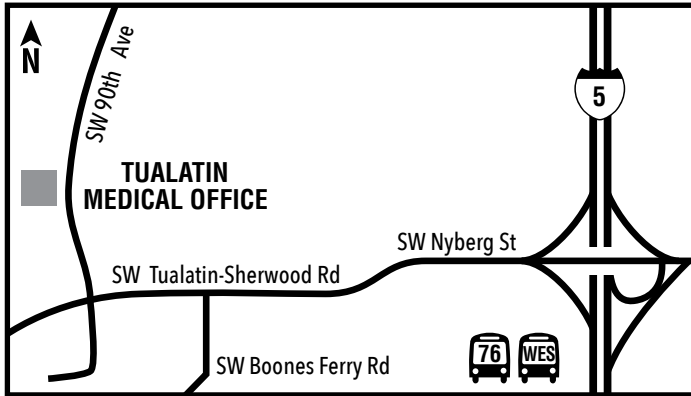 N
SW 90th Ave
5
TUALATIN
MEDICAL OFFICE
SW Nyberg St
SW Tualatin-Sherwood Rd
SW Boones Ferry Rd
76
WES